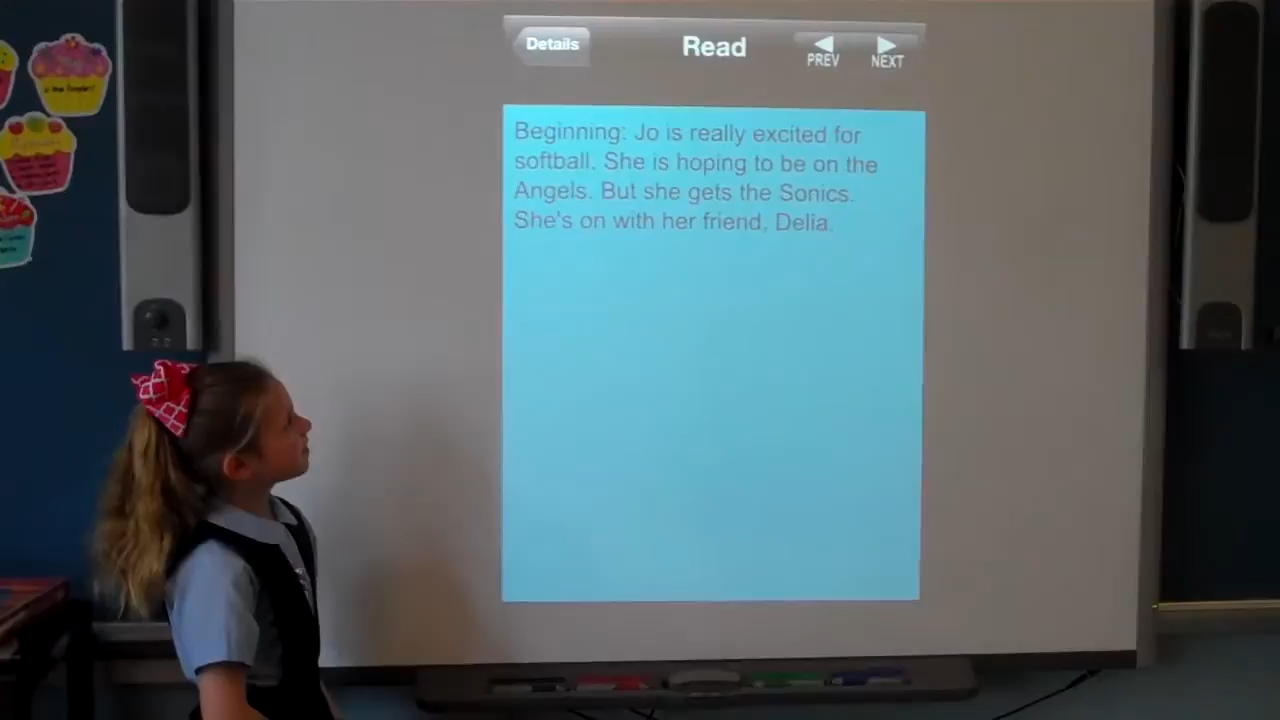 Details
Read
PREV
NEXT
Beginning: Jo is really excited for
softball. She is hoping to be on the
Angels. But she gets the Sonics.
She's on with her friend, Delia.